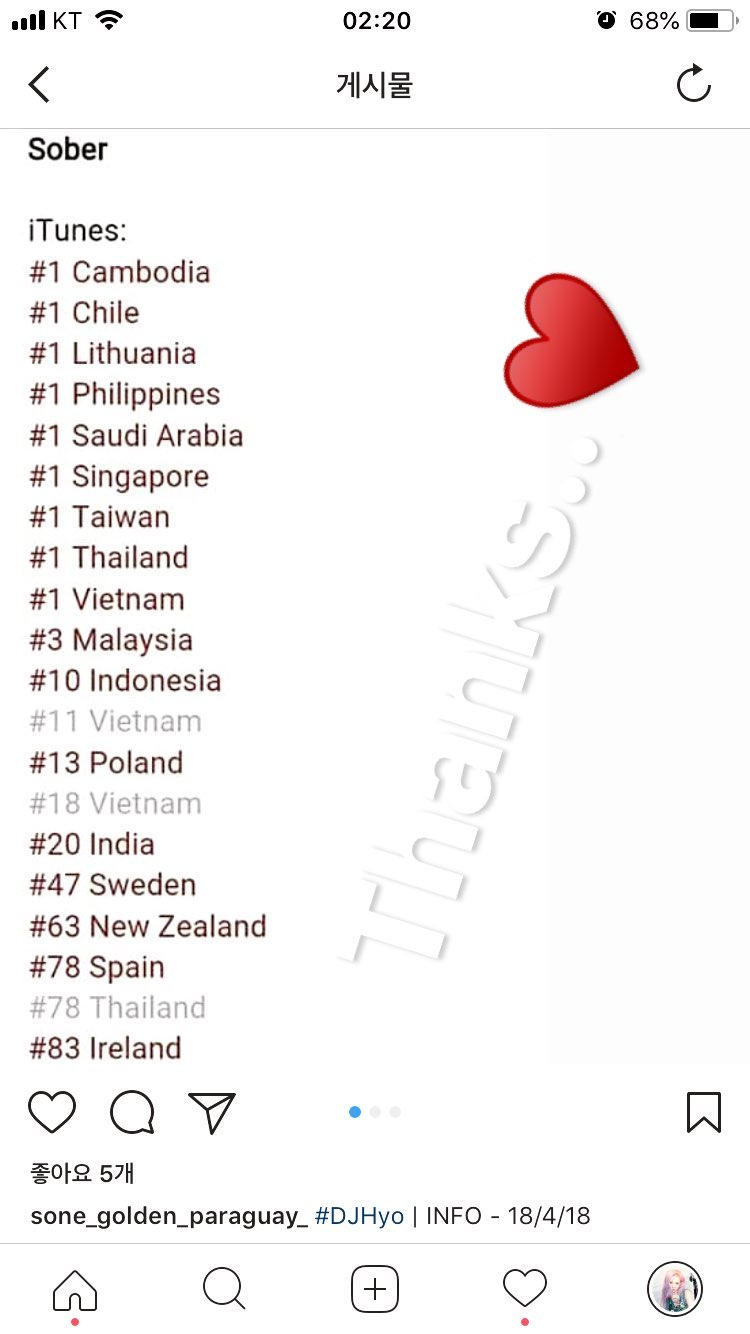 KT 02:20 68%
게시물
Sober
iTunes:
#1 Cambodia
#1 Chile
#1 Lithuania
#1 Philippines
#1 Saudi Arabia
#1 Singapore
#1 Taiwan
#1 Thailand
#1 Vietnam
#3 Malaysia
#10 Indonesia
#11 Vietnam
#13 Poland
#18 Vietnam
#20 India
#47 Sweden
#63 New Zealand
#78 Spain
#78 Thailand
#83 Ireland
Thanks...
좋아요 5개
sone_golden_paraguay_ #DJHyo | INFO - 18/4/18